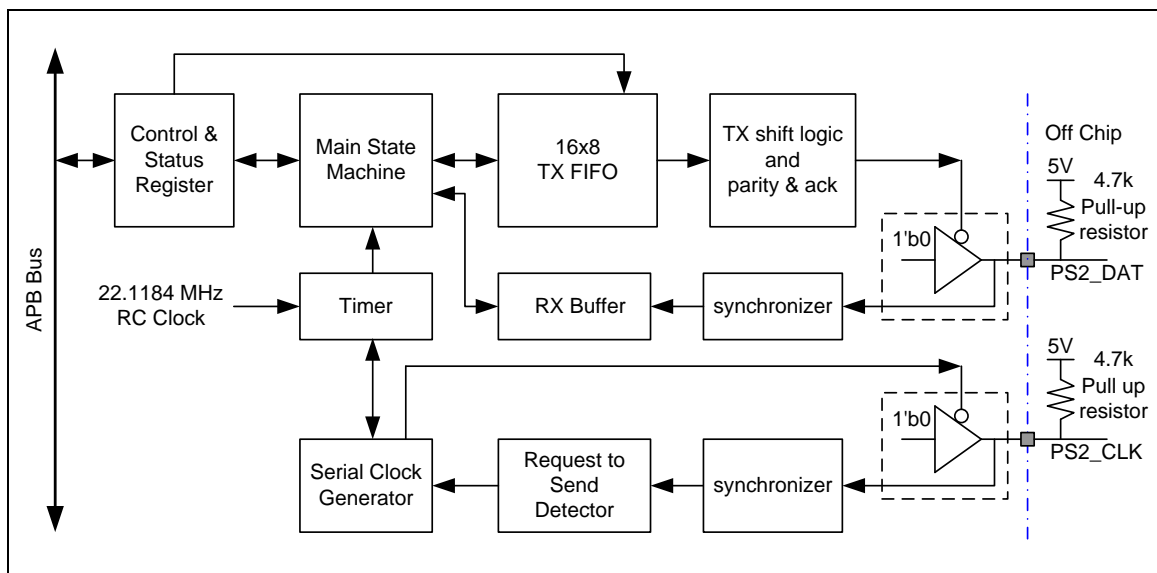 APB Bus
Control &
Status
Register
Main State
Machine
16x8
TX FIFO
TX shift logic
and
parity & ack
Off Chip
5V
4.7k
Pull-up
resistor
1'b0
PS2_DAT
22.1184 MHz
RC Clock
Timer
RX Buffer
synchronizer
5V
4.7k
Pull up
resistor
1'b0
PS2_CLK
Serial Clock
Generator
Request to
Send
Detector
synchronizer